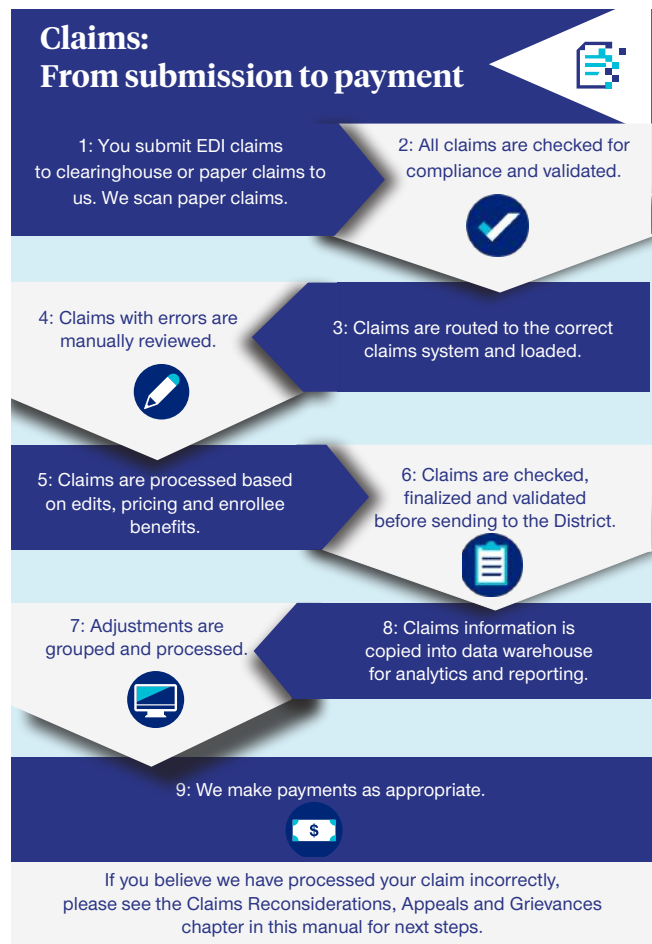 Claims:
From submission to payment
1: You submit EDI claims
to clearinghouse or paper claims to
us. We scan paper claims.
2: All claims are checked for
compliance and validated.
3: Claims are routed to the correct
claims system and loaded.
4: Claims with errors are
manually reviewed.
5: Claims are processed based
on edits, pricing and enrollee
benefits.
6: Claims are checked,
finalized and validated
before sending to the District.
7: Adjustments are
grouped and processed.
8: Claims information is
copied into data warehouse
for analytics and reporting.
9: We make payments as appropriate.
$
If you believe we have processed your claim incorrectly,
please see the Claims Reconsiderations, Appeals and Grievances
chapter in this manual for next steps.